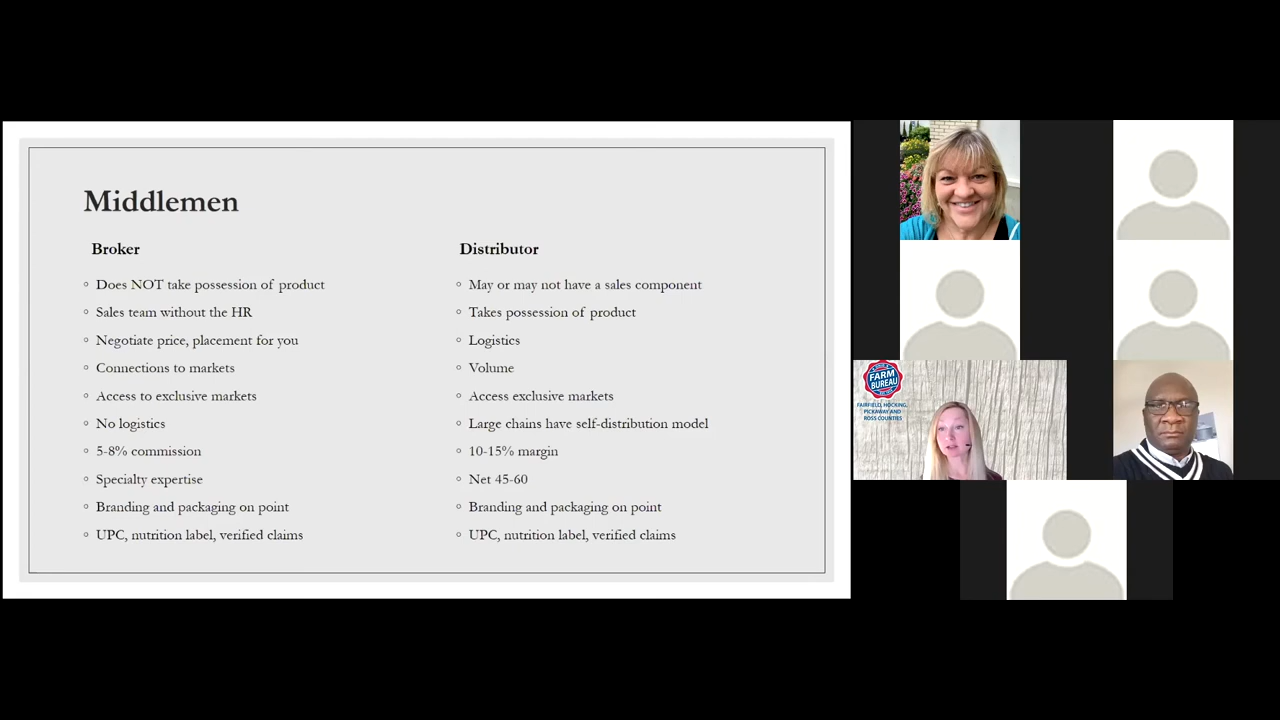 Middlemen
Broker
Does NOT take possession of product
Sales team without the HR
Negotiate price, placement for you
Connections to markets
Access to exclusive markets
No logistics
5-8% commission
Specialty expertise
Branding and packaging on point
UPC, nutrition label, verified claims
Distributor
May or may not have a sales component
Takes possession of product
Logistics
Volume
Access exclusive markets
Large chains have self-distribution model
10-15% margin
Net 45-60
Branding and packaging on point
UPC, nutrition label, verified claims
FARM
BUREAU
FAIRFIELD, HOCKING,
PICKAWAY AND
ROSS COUNTIES